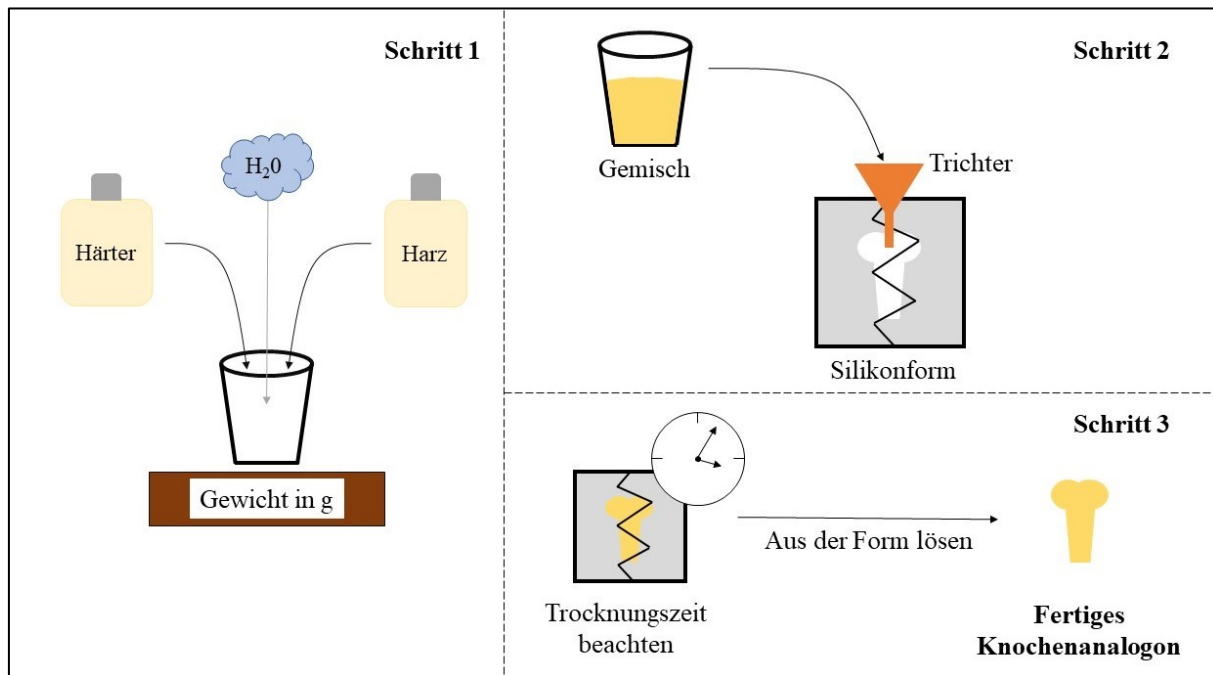 Schritt 1
H₂0
Härter
Harz
Gewicht in g
Schritt 2
Gemisch
Trichter
Silikonform
Schritt 3
Trocknungszeit
beachten
Aus der Form lösen
Fertiges
Knochenanalogon